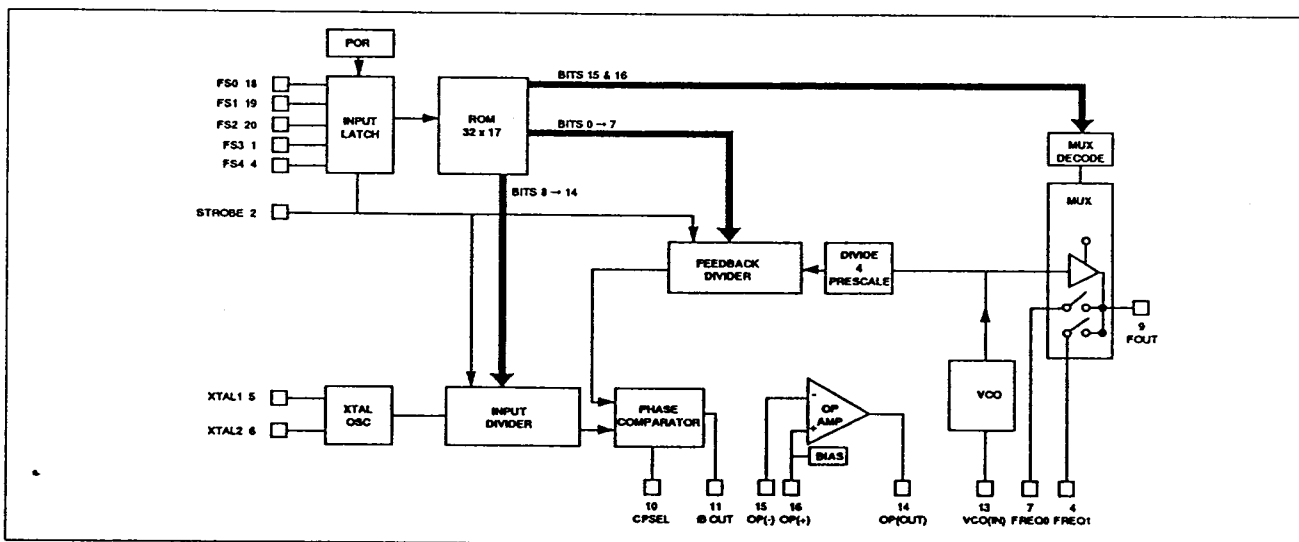 POR
FS0 18
FS1 19
FS2 20
FS3 1
FS4 4
INPUT
LATCH
ROM
32 x 17
BITS 15 & 16
BITS 0 → 7
BITS 8 → 14
MUX
DECODE
MUX
STROBE 2
FEEDBACK
DIVIDER
DIVIDE
4
PRESCALE
9
FOUT
XTAL1 5
XTAL2 6
XTAL
OSC
INPUT
DIVIDER
PHASE
COMPARATOR
-
OP
AMP
+
BIAS
VCO
10
CPSEL
11
Ø OUT
15
OP(-)
16
OP(+)
14
OP(OUT)
13
VCO(IN)
7
FREQ0
4
FREQ1